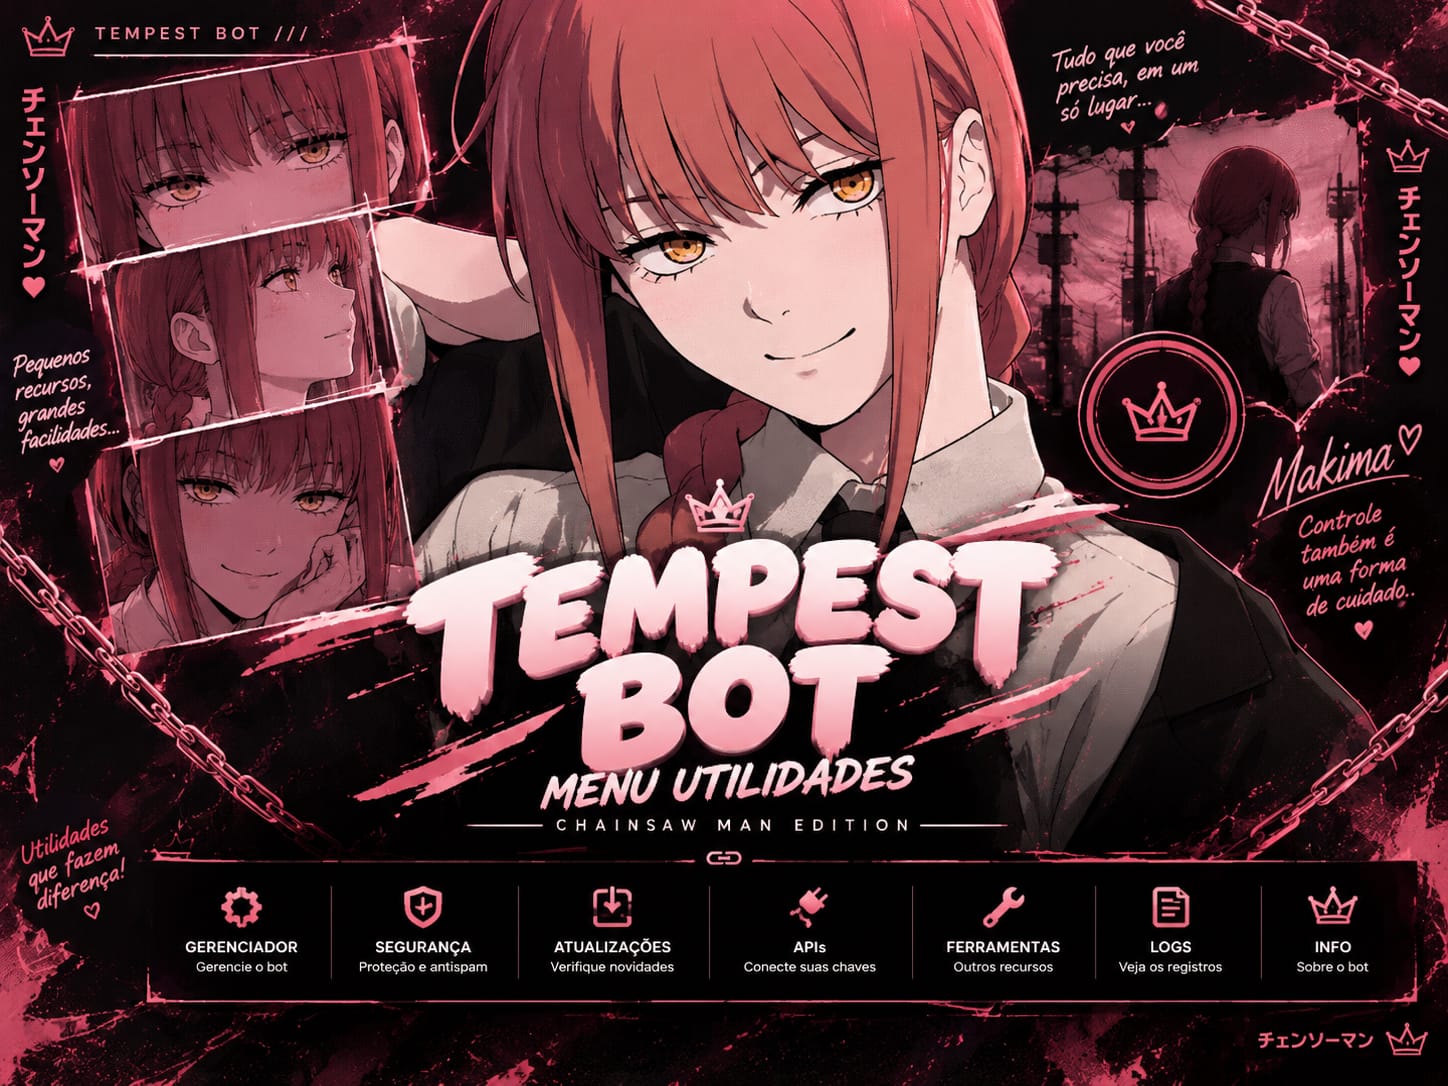 TEMPEST BOT ///
チェンソーマン
Tudo que você
precisa, em um
só lugar...
チェンソーマン
Pequenos
recursos,
grandes
facilidades...
Makima
Controle
também é
uma forma
de cuidado..
TEMPEST
BOT
MENU UTILIDADES
CHAINSAW MAN EDITION
Utilidades
que fazem
diferença!
GERENCIADOR
Gerencie o bot
SEGURANÇA
Proteção e antispam
ATUALIZAÇÕES
Verifique novidades
APIs
Conecte suas chaves
FERRAMENTAS
Outros recursos
LOGS
Veja os registros
INFO
Sobre o bot
チェンソーマン